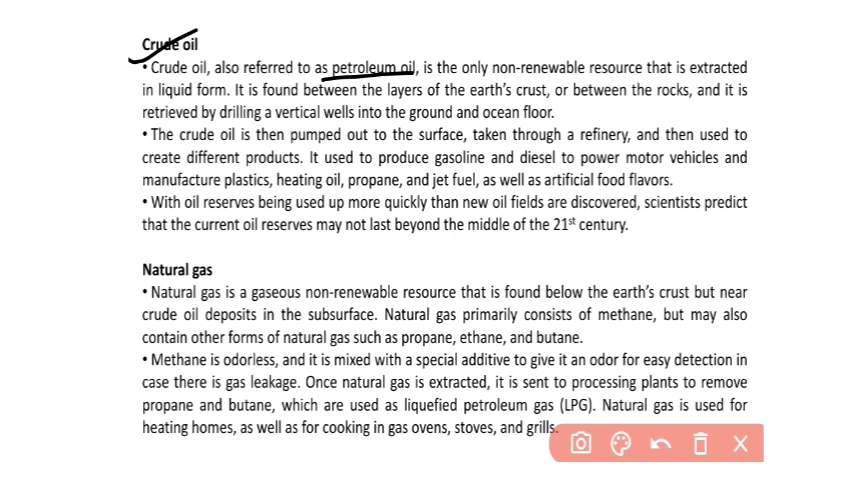 Crude oil
• Crude oil, also referred to as petroleum oil, is the only non-renewable resource that is extracted
in liquid form. It is found between the layers of the earth's crust, or between the rocks, and it is
retrieved by drilling a vertical wells into the ground and ocean floor.
• The crude oil is then pumped out to the surface, taken through a refinery, and then used to
create different products. It used to produce gasoline and diesel to power motor vehicles and
manufacture plastics, heating oil, propane, and jet fuel, as well as artificial food flavors.
• With oil reserves being used up more quickly than new oil fields are discovered, scientists predict
that the current oil reserves may not last beyond the middle of the 21st century.
Natural gas
• Natural gas is a gaseous non-renewable resource that is found below the earth's crust but near
crude oil deposits in the subsurface. Natural gas primarily consists of methane, but may also
contain other forms of natural gas such as propane, ethane, and butane.
• Methane is odorless, and it is mixed with a special additive to give it an odor for easy detection in
case there is gas leakage. Once natural gas is extracted, it is sent to processing plants to remove
propane and butane, which are used as liquefied petroleum gas (LPG). Natural gas is used for
heating homes, as well as for cooking in gas ovens, stoves, and grills.